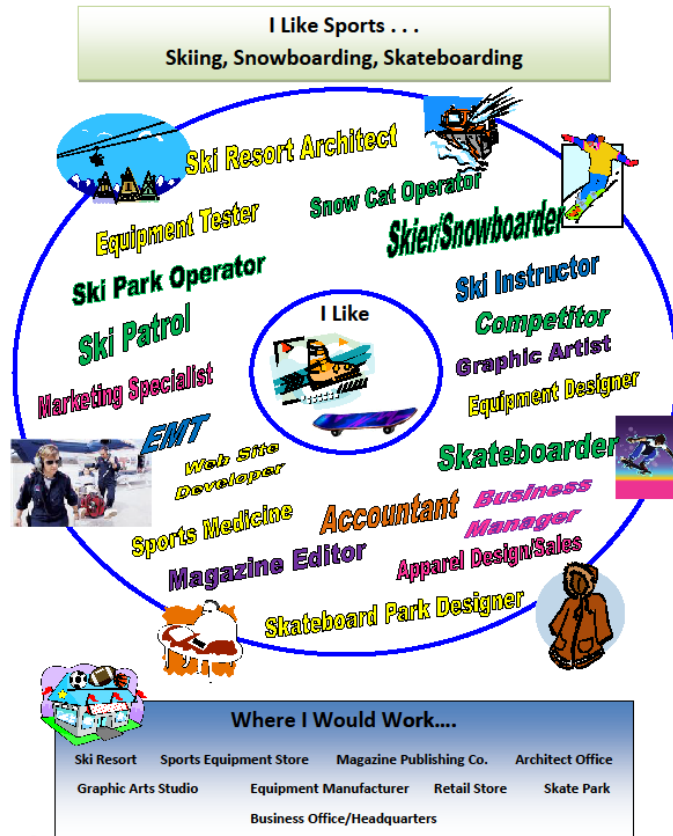 I Like Sports . . .
Skiing, Snowboarding, Skateboarding
Ski Resort Architect
Snow Cat Operator
Equipment Tester
Skier/Snowboarder
Ski Park Operator
Ski Instructor
I Like
Ski Patrol
Competitor
Graphic Artist
Marketing Specialist
Equipment Designer
EMT
Skateboarder
Web Site
Developer
Business
Manager
Accountant
Sports Medicine
Magazine Editor
Apparel Design/Sales
Skateboard Park Designer
Where I Would Work....
Ski Resort Sports Equipment Store Magazine Publishing Co. Architect Office
Graphic Arts Studio Equipment Manufacturer Retail Store Skate Park
Business Office/Headquarters